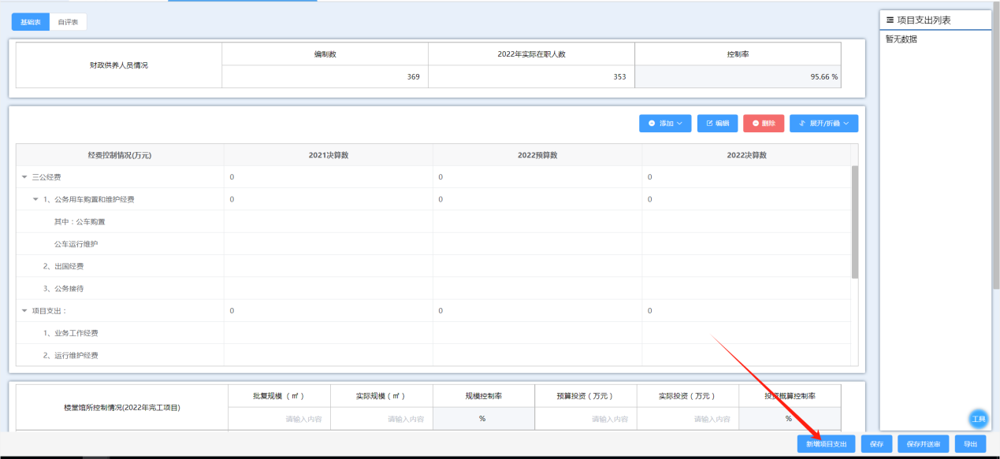 基础表 自评表
项目支出列表
暂无数据
财政供养人员情况 编制数 2022年实际在职人数 控制率
369 353 95.66 %
添加 编辑 删除 展开/折叠
经费控制情况(万元) 2021决算数 2022预算数 2022决算数
三公经费 0 0 0
1、公务用车购置和维护经费 0 0 0
其中：公车购置
公车运行维护
2、出国经费
3、公务接待
项目支出： 0 0 0
1、业务工作经费
2、运行维护经费
楼堂馆所控制情况(2022年完工项目) 批复规模（㎡） 实际规模（㎡） 规模控制率 预算投资（万元） 实际投资（万元） 投资概算控制率
请输入内容 请输入内容 % 请输入内容 请输入内容 %
工具
新增项目支出 保存 保存并送审 导出